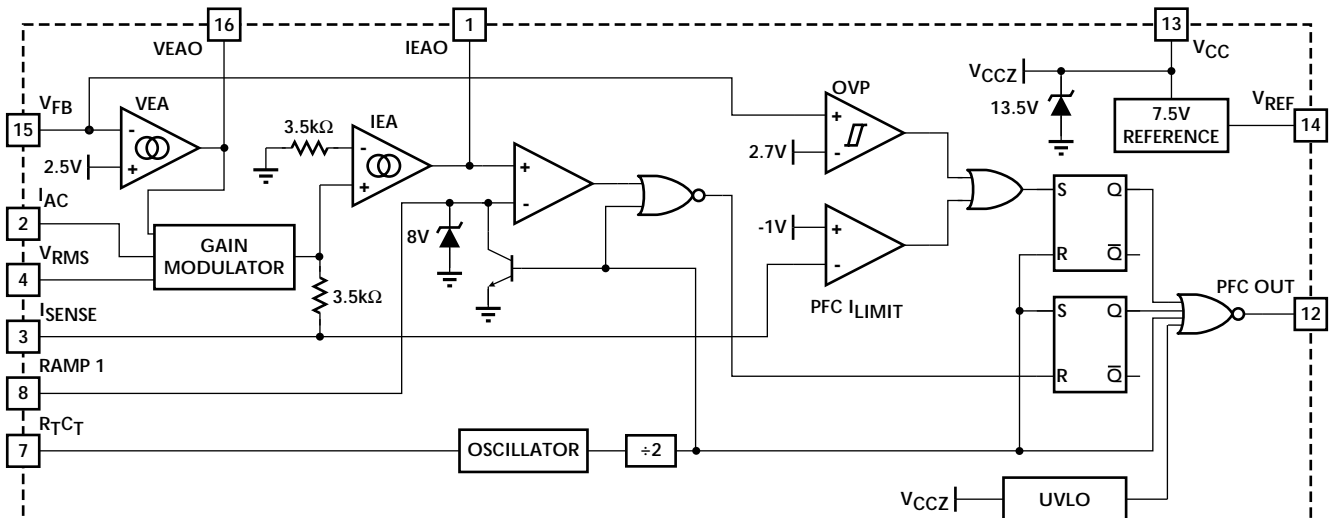 16
VEAO
1
IEAO
13
VCC
VFB
15
VEA
-
+
2.5V
3.5kΩ
IEA
-
+
OVP
+
-
2.7V
VCCZ
13.5V
7.5V
REFERENCE
VREF
14
IAC
2
VRMS
4
GAIN
MODULATOR
3.5kΩ
8V
+
-
-1V
+
-
PFC ILIMIT
S
Q
R
Q̅
ISENSE
3
RAMP 1
8
S
Q
R
Q̅
PFC OUT
12
RTCT
7
OSCILLATOR
÷2
VCCZ
UVLO